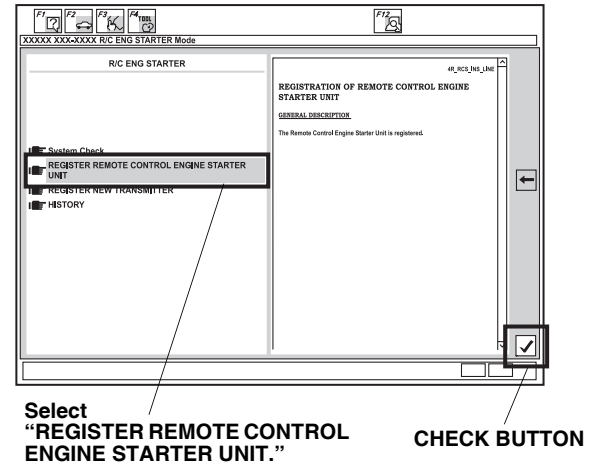 F1 F2 F3 F4 TOOL F12
XXXXX XXX-XXXX R/C ENG STARTER Mode
R/C ENG STARTER
System Check
REGISTER REMOTE CONTROL ENGINE STARTER
UNIT
REGISTER NEW TRANSMITTER
HISTORY
4R_RCS_INS_LINE
REGISTRATION OF REMOTE CONTROL ENGINE
STARTER UNIT
GENERAL DESCRIPTION
The Remote Control Engine Starter Unit is registered.
Select
“REGISTER REMOTE CONTROL
ENGINE STARTER UNIT.”
CHECK BUTTON